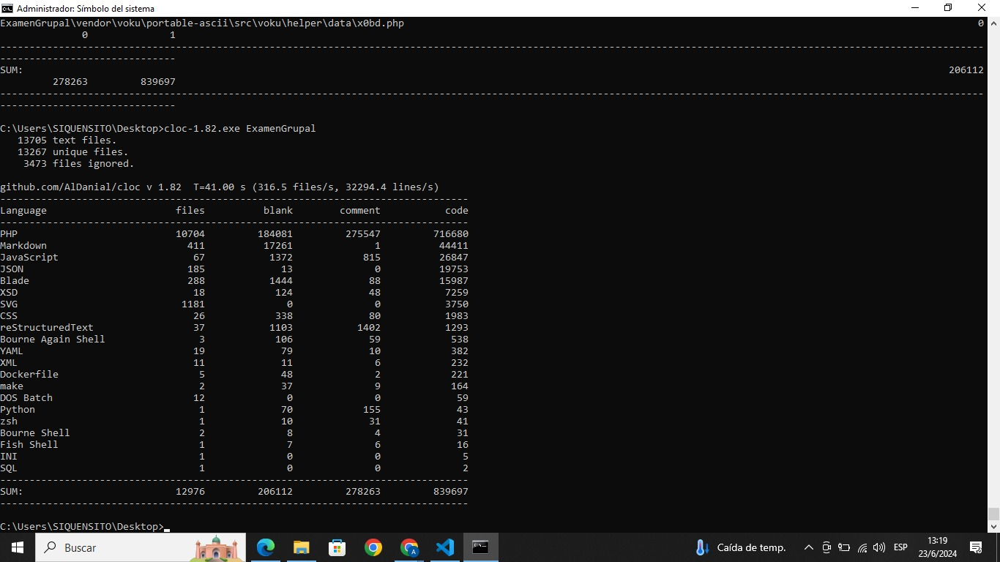 Administrador: Símbolo del sistema
ExamenGrupal\vendor\voku\portable-ascii\src\voku\helper\data\x0bd.php 0
0 1
------------------------------------------------------------------------------------------------------------------------------------------------------------------------
------------------------------
SUM: 206112
278263 839697
------------------------------------------------------------------------------------------------------------------------------------------------------------------------
------------------------------
C:\Users\SIQUENSITO\Desktop>cloc-1.82.exe ExamenGrupal
13705 text files.
13267 unique files.
3473 files ignored.
github.com/AlDanial/cloc v 1.82  T=41.00 s (316.5 files/s, 32294.4 lines/s)
--------------------------------------------------------------------------------
Language files blank comment code
--------------------------------------------------------------------------------
PHP 10704 184081 275547 716680
Markdown 411 17261 1 44411
JavaScript 67 1372 815 26847
JSON 185 13 0 19753
Blade 288 1444 88 15987
XSD 18 124 48 7259
SVG 1181 0 0 3750
CSS 26 338 80 1983
reStructuredText 37 1103 1402 1293
Bourne Again Shell 3 106 59 538
YAML 19 79 10 382
XML 11 11 6 232
Dockerfile 5 48 2 221
make 2 37 9 164
DOS Batch 12 0 0 59
Python 1 70 155 43
zsh 1 10 31 41
Bourne Shell 2 8 4 31
Fish Shell 1 7 6 16
INI 1 0 0 5
SQL 1 0 0 2
--------------------------------------------------------------------------------
SUM: 12976 206112 278263 839697
--------------------------------------------------------------------------------
C:\Users\SIQUENSITO\Desktop>
Buscar
Caída de temp.
ESP
13:19
23/6/2024